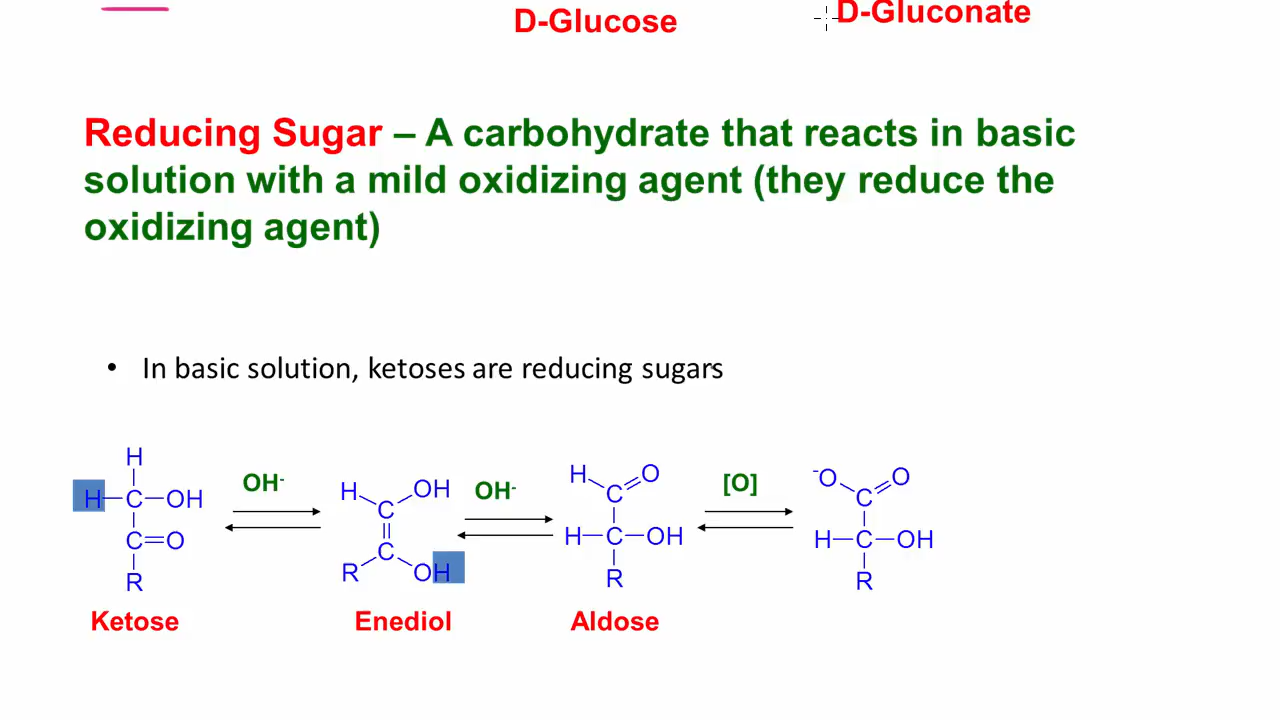 D-Glucose
D-Gluconate
Reducing Sugar – A carbohydrate that reacts in basic
solution with a mild oxidizing agent (they reduce the
oxidizing agent)
• In basic solution, ketoses are reducing sugars
H
H C OH
C O
R
OH-
H OH
C
C
R OH
OH-
H O
C
H C OH
R
[O]
-O O
C
H C OH
R
Ketose
Enediol
Aldose